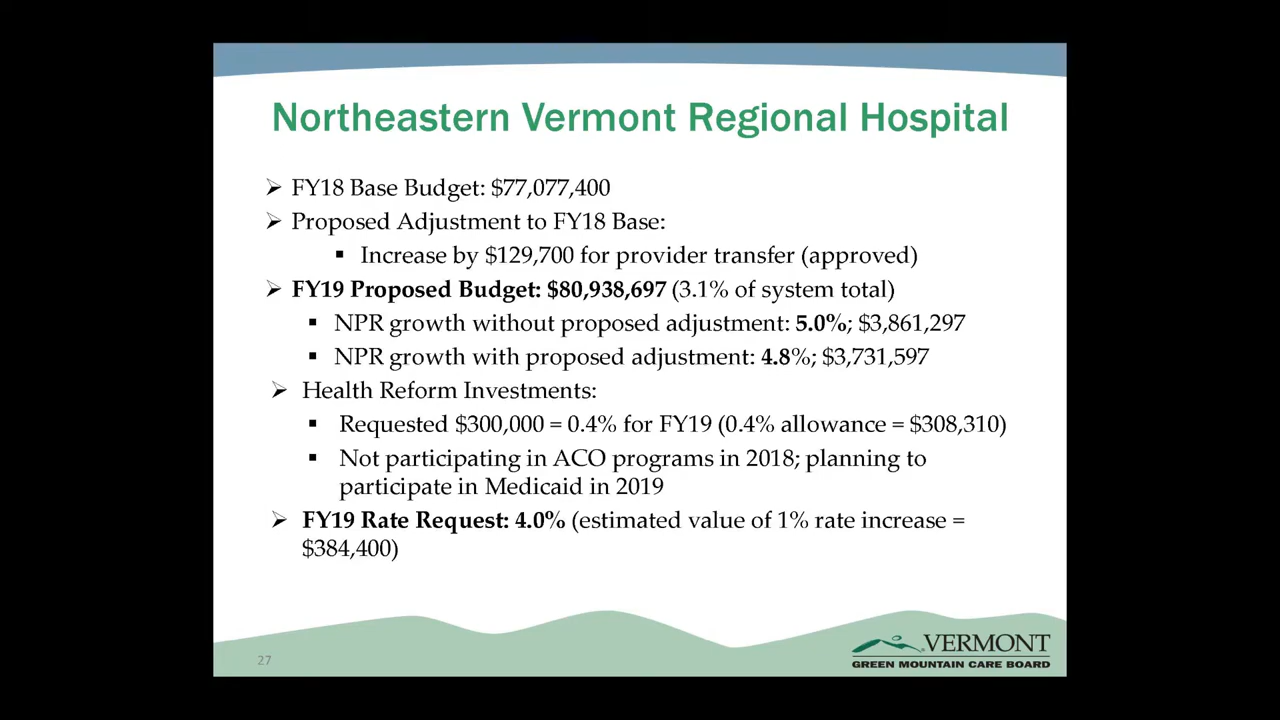 Northeastern Vermont Regional Hospital
➢ FY18 Base Budget: $77,077,400
➢ Proposed Adjustment to FY18 Base:
▪ Increase by $129,700 for provider transfer (approved)
➢ FY19 Proposed Budget: $80,938,697 (3.1% of system total)
▪ NPR growth without proposed adjustment: 5.0%; $3,861,297
▪ NPR growth with proposed adjustment: 4.8%; $3,731,597
➢ Health Reform Investments:
▪ Requested $300,000 = 0.4% for FY19 (0.4% allowance = $308,310)
▪ Not participating in ACO programs in 2018; planning to
participate in Medicaid in 2019
➢ FY19 Rate Request: 4.0% (estimated value of 1% rate increase =
$384,400)
27
VERMONT
GREEN MOUNTAIN CARE BOARD